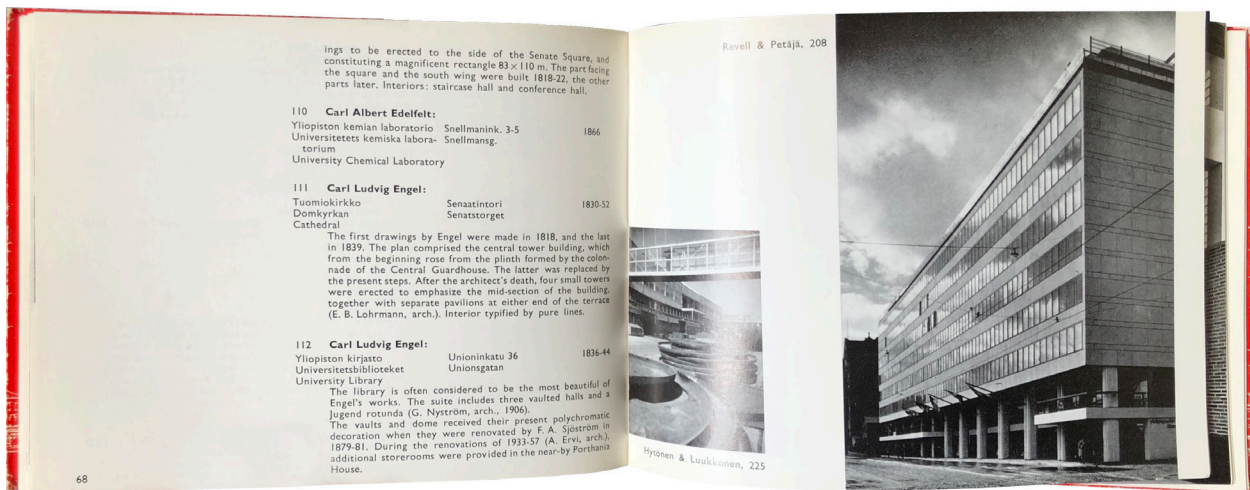 ings to be erected to the side of the Senate Square, and
constituting a magnificent rectangle 83 × 110 m. The part facing
the square and the south wing were built 1818-22, the other
parts later. Interiors: staircase hall and conference hall.
110 Carl Albert Edelfelt:
Yliopiston kemian laboratorio Snellmanink. 3-5 1866
Universitetets kemiska labora- Snellmansg.
torium
University Chemical Laboratory
111 Carl Ludvig Engel:
Tuomiokirkko Senaatintori 1830-52
Domkyrkan Senatstorget
Cathedral
The first drawings by Engel were made in 1818, and the last
in 1839. The plan comprised the central tower building, which
from the beginning rose from the plinth formed by the colon-
nade of the Central Guardhouse. The latter was replaced by
the present steps. After the architect's death, four small towers
were erected to emphasize the mid-section of the building,
together with separate pavilions at either end of the terrace
(E. B. Lohrmann, arch.). Interior typified by pure lines.
112 Carl Ludvig Engel:
Yliopiston kirjasto Unioninkatu 36 1836-44
Universitetsbiblioteket Unionsgatan
University Library
The library is often considered to be the most beautiful of
Engel's works. The suite includes three vaulted halls and a
Jugend rotunda (G. Nyström, arch., 1906).
The vaults and dome received their present polychromatic
decoration when they were renovated by F. A. Sjöström in
1879-81. During the renovations of 1933-57 (A. Ervi, arch.),
additional storerooms were provided in the near-by Porthania
House.
68
Revell & Petäjä, 208
Hytönen & Luukkonen, 225